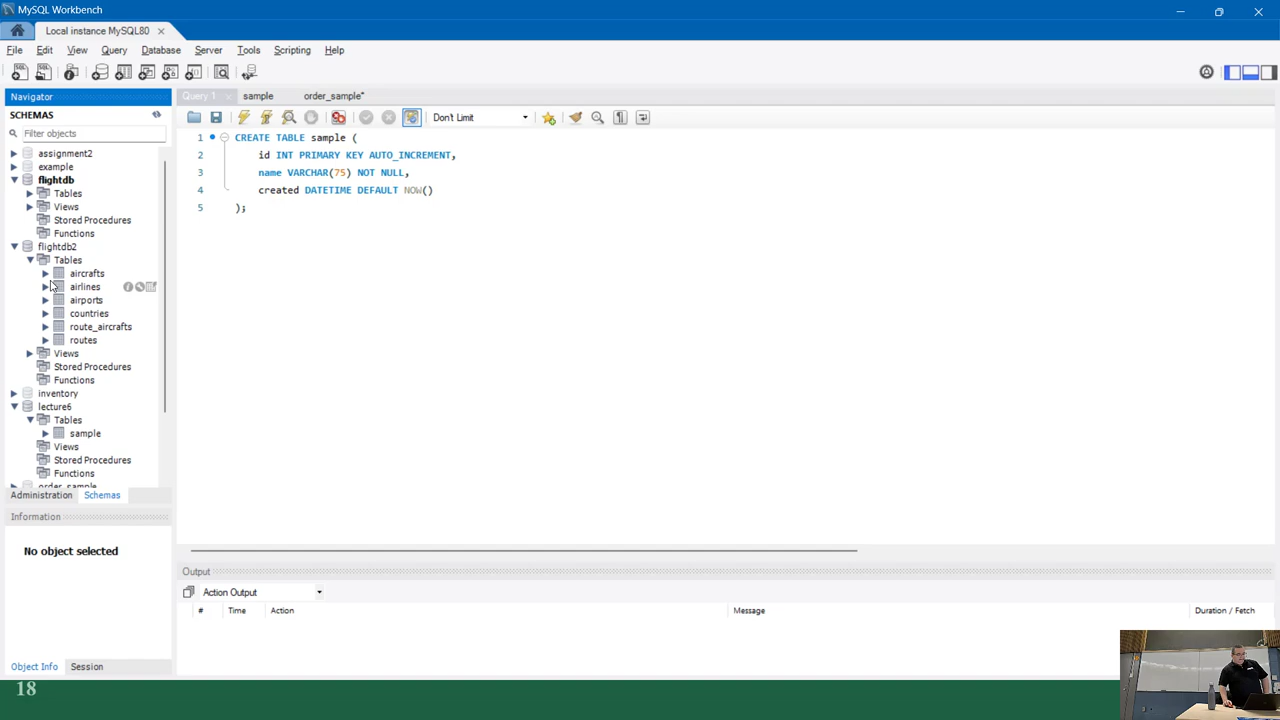 MySQL Workbench
Local instance MySQL80
File Edit View Query Database Server Tools Scripting Help
Navigator
SCHEMAS
Filter objects
assignment2
example
flightdb
Tables
Views
Stored Procedures
Functions
flightdb2
Tables
aircrafts
airlines
airports
countries
route_aircrafts
routes
Views
Stored Procedures
Functions
inventory
lecture6
Tables
sample
Views
Stored Procedures
Functions
order_sample
Administration Schemas
Information
No object selected
Object Info Session
Query 1 sample order_sample*
Don't Limit
1 CREATE TABLE sample (
2 id INT PRIMARY KEY AUTO_INCREMENT,
3 name VARCHAR(75) NOT NULL,
4 created DATETIME DEFAULT NOW()
5 );
Output
Action Output
# Time Action Message Duration / Fetch
18